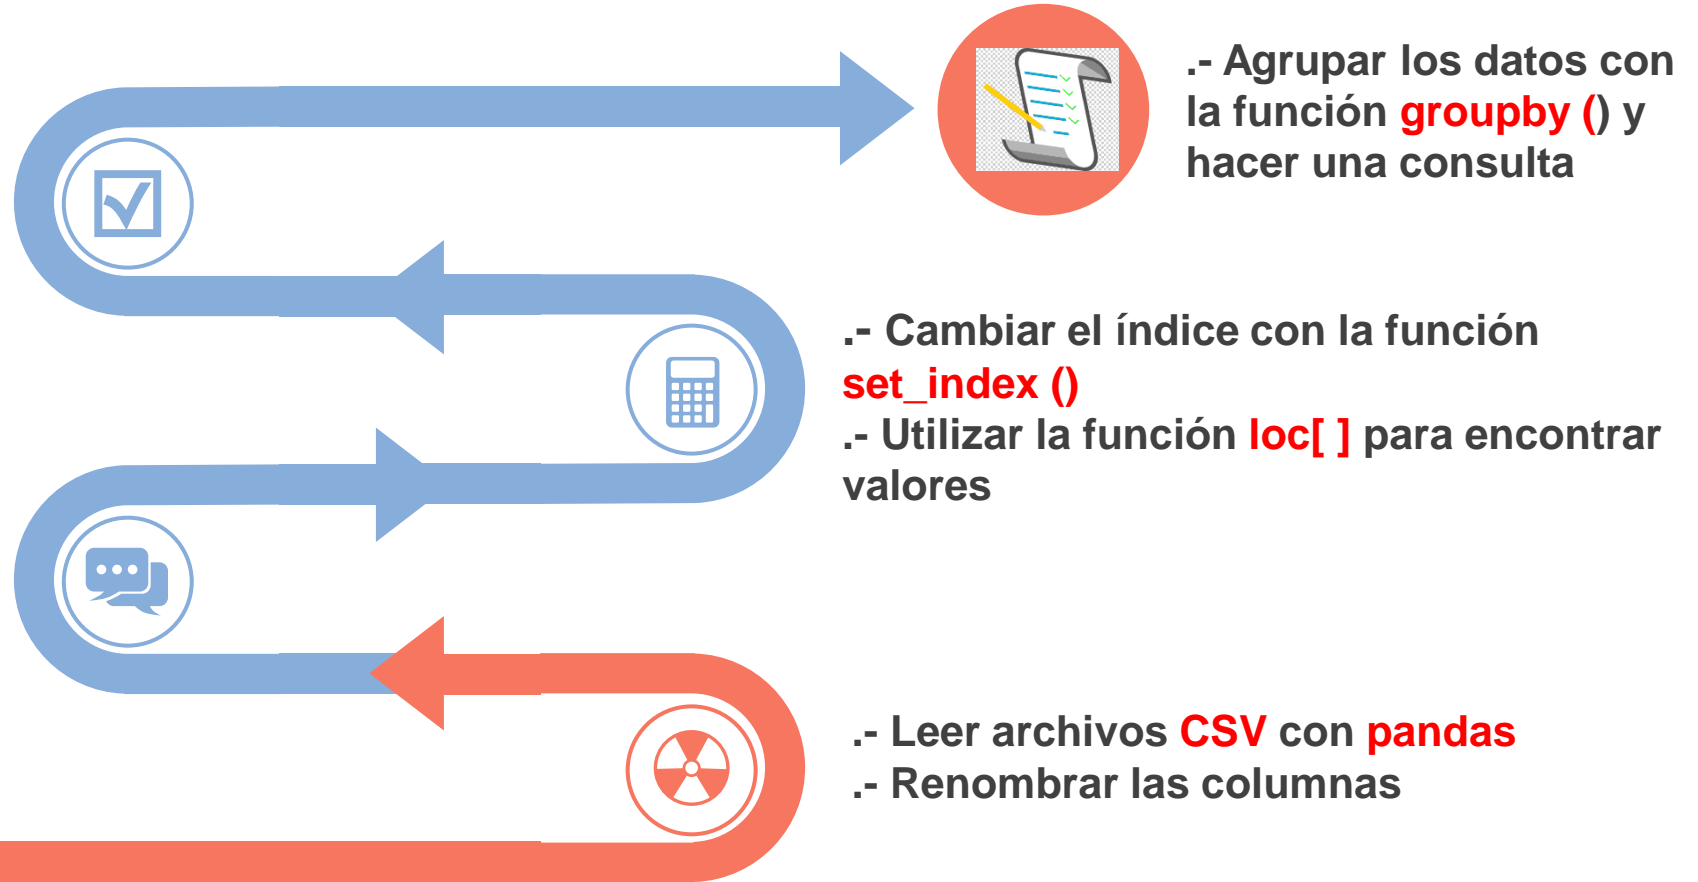 .- Agrupar los datos con
la función groupby () y
hacer una consulta
.- Cambiar el índice con la función
set_index ()
.- Utilizar la función loc[ ] para encontrar
valores
.- Leer archivos CSV con pandas
.- Renombrar las columnas